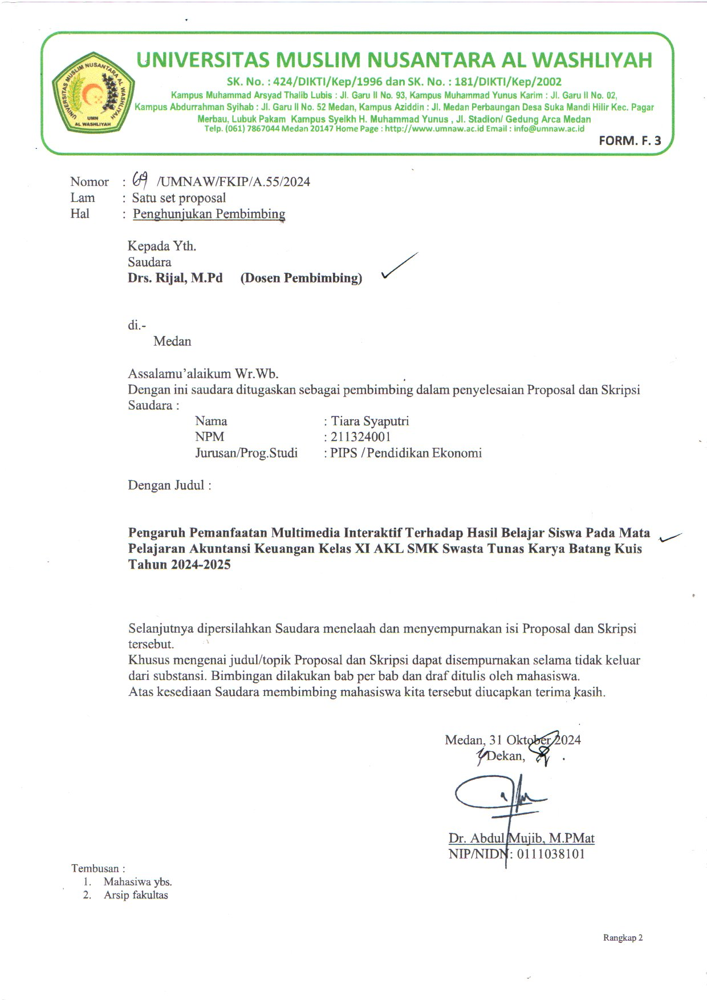 UNIVERSITAS MUSLIM NUSANTARA AL WASHLIYAH
SK. No. : 424/DIKTI/Kep/1996 dan SK. No. : 181/DIKTI/Kep/2002
Kampus Muhammad Arsyad Thalib Lubis : Jl. Garu II No. 93, Kampus Muhammad Yunus Karim : Jl. Garu II No. 02,
Kampus Abdurrahman Syihab : Jl. Garu II No. 52 Medan, Kampus Aziddin : Jl. Medan Perbaungan Desa Suka Mandi Hilir Kec. Pagar
Merbau, Lubuk Pakam Kampus Syeikh H. Muhammad Yunus , Jl. Stadion/ Gedung Arca Medan
Telp. (061) 7867044 Medan 20147 Home Page : http://www.umnaw.ac.id Email : info@umnaw.ac.id
UNIVERSITAS MUSLIM NUSANTARA AL WASHLIYAH
UMN
AL WASHLIYAH
FORM. F. 3
Nomor : 69 /UMNAW/FKIP/A.55/2024
Lam : Satu set proposal
Hal : Penghunjukan Pembimbing
Kepada Yth.
Saudara
Drs. Rijal, M.Pd (Dosen Pembimbing)
di.-
Medan
Assalamu’alaikum Wr.Wb.
Dengan ini saudara ditugaskan sebagai pembimbing dalam penyelesaian Proposal dan Skripsi
Saudara :
Nama : Tiara Syaputri
NPM : 211324001
Jurusan/Prog.Studi : PIPS / Pendidikan Ekonomi
Dengan Judul :
Pengaruh Pemanfaatan Multimedia Interaktif Terhadap Hasil Belajar Siswa Pada Mata
Pelajaran Akuntansi Keuangan Kelas XI AKL SMK Swasta Tunas Karya Batang Kuis
Tahun 2024-2025
Selanjutnya dipersilahkan Saudara menelaah dan menyempurnakan isi Proposal dan Skripsi
tersebut.
Khusus mengenai judul/topik Proposal dan Skripsi dapat disempurnakan selama tidak keluar
dari substansi. Bimbingan dilakukan bab per bab dan draf ditulis oleh mahasiswa.
Atas kesediaan Saudara membimbing mahasiswa kita tersebut diucapkan terima kasih.
Medan, 31 Oktober 2024
Dekan,
Dr. Abdul Mujib, M.PMat
NIP/NIDN : 0111038101
Tembusan :
1. Mahasiwa ybs.
2. Arsip fakultas
Rangkap 2